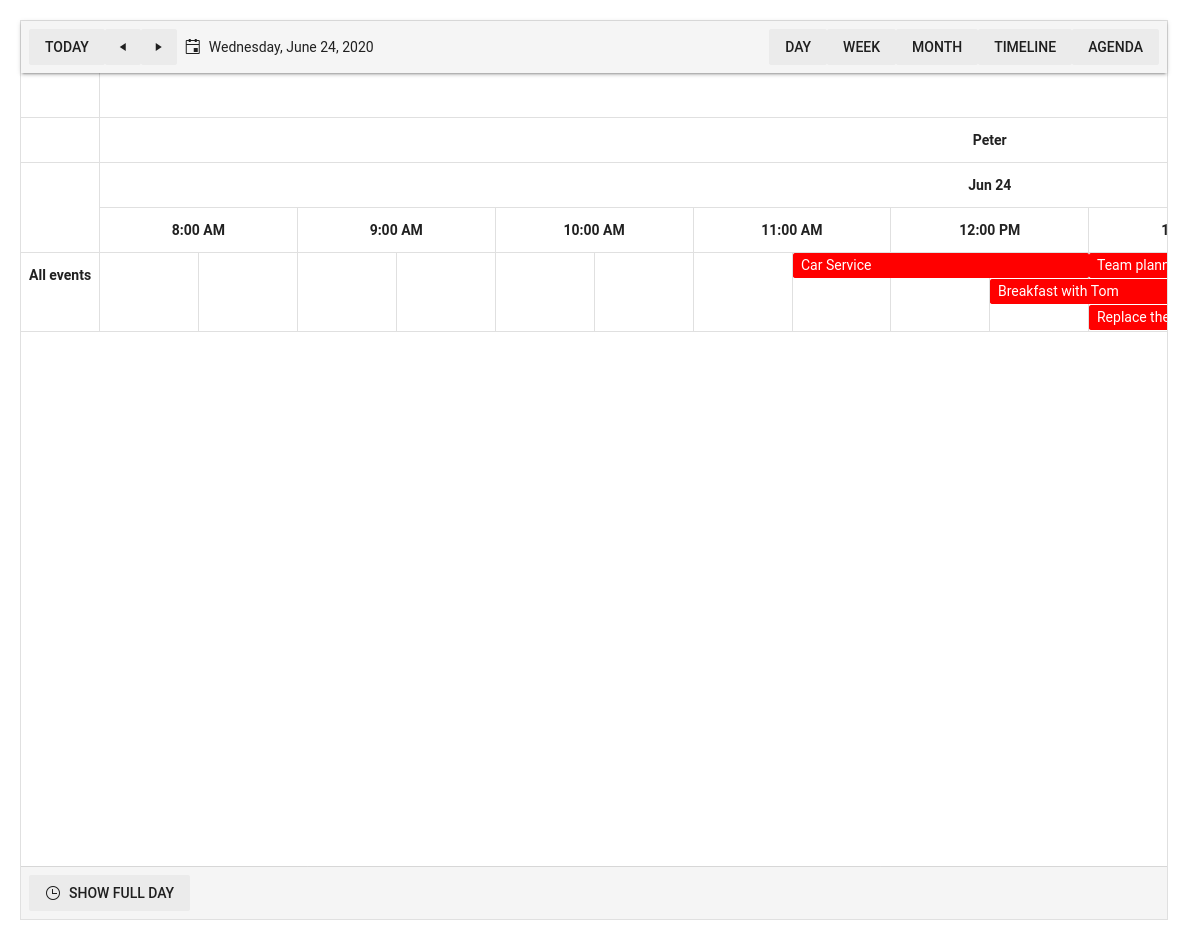 TODAY Wednesday, June 24, 2020 DAY WEEK MONTH TIMELINE AGENDA
Peter
Jun 24
8:00 AM 9:00 AM 10:00 AM 11:00 AM 12:00 PM
All events Car Service Team
Breakfast with Tom
Replace the
SHOW FULL DAY